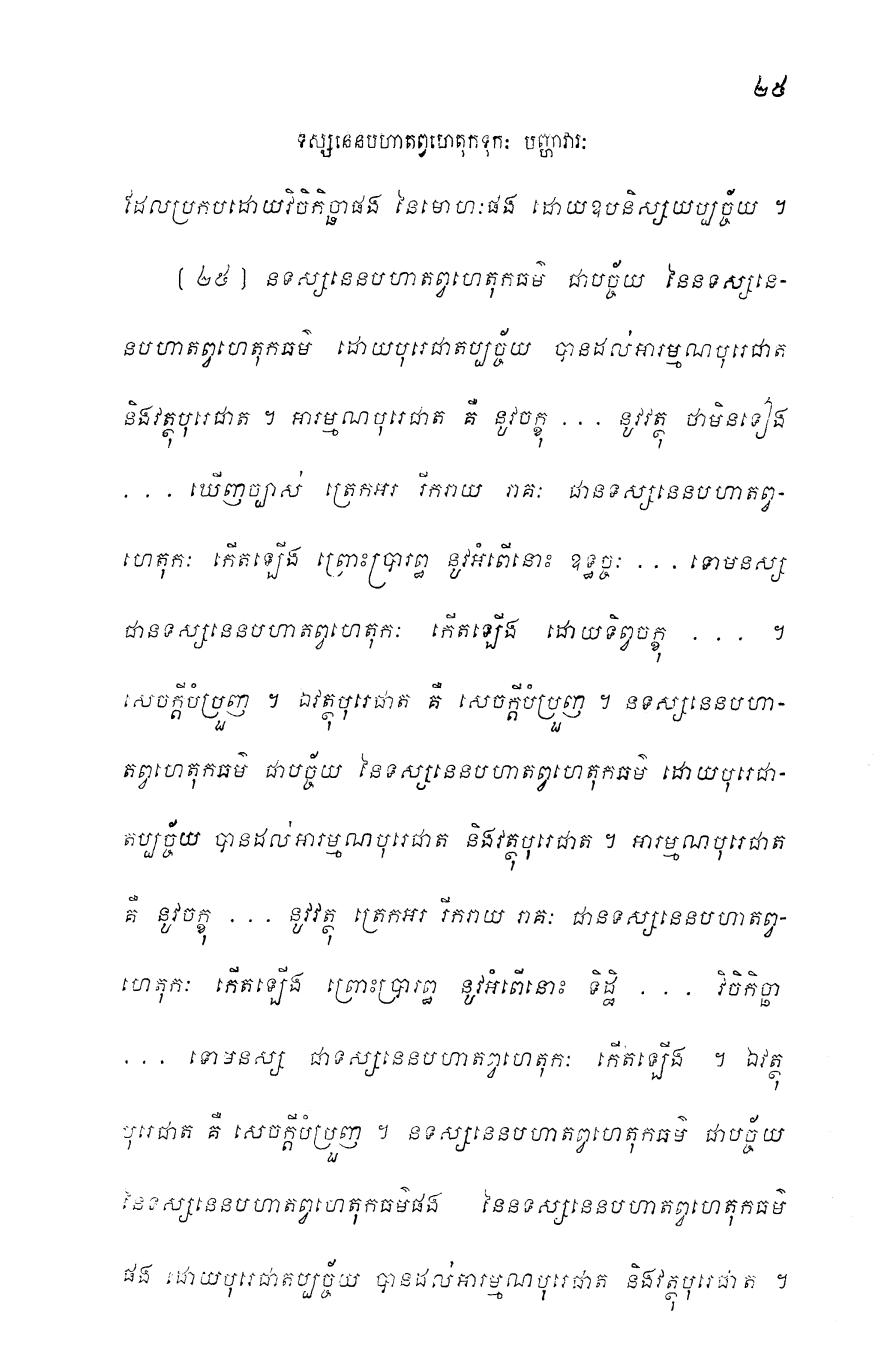 ២៥
ទស្សនេនបហាតព្វហេតុកទុកៈ បញ្ហាវារៈ
ដែលប្រកបដោយវិចិកិច្ឆាផង នៃមោហៈផង ដោយឧបនិស្សយប្បច្ច័យ ។
[ ២៥ ] នទស្សនេនបហាតព្វហេតុកធម៌ ជាបច្ច័យ នៃនទស្សនេ-
នបហាតព្វហេតុកធម៌ ដោយបុរេជាតប្បច្ច័យ បានដល់អារម្មណបុរេជាត
និងវត្ថុបុរេជាត ។ អារម្មណបុរេជាត គឺ នូវចក្ខុ . . . នូវវត្ថុ ថាមិនទៀង
. . . ឃើញច្បាស់ ត្រេកអរ រីករាយ រាគៈ ជានទស្សនេនបហាតព្វ-
ហេតុកៈ កើតឡើង ព្រោះប្រារព្ធ នូវអំពើនោះ ឧទ្ធច្ចៈ . . . ទោមនស្ស
ជានទស្សនេនបហាតព្វហេតុកៈ កើតឡើង ដោយទិព្វចក្ខុ . . . ។
សេចក្តីបំប្រួញ ។ ឯវត្ថុបុរេជាត គឺ សេចក្តីបំប្រួញ ។ នទស្សនេនបហា-
តព្វហេតុកធម៌ ជាបច្ច័យ នៃទស្សនេនបហាតព្វហេតុកធម៌ ដោយបុរេជា-
តប្បច្ច័យ បានដល់អារម្មណបុរេជាត និងវត្ថុបុរេជាត ។ អារម្មណបុរេជាត
គឺ នូវចក្ខុ . . . នូវវត្ថុ ត្រេកអរ រីករាយ រាគៈ ជានទស្សនេនបហាតព្វ-
ហេតុកៈ កើតឡើង ព្រោះប្រារព្ធ នូវអំពើនោះ ទិដ្ឋិ . . . វិចិកិច្ឆា
. . . ទោមនស្ស ជាទស្សនេនបហាតព្វហេតុកៈ កើតឡើង ។ ឯវត្ថុ
បុរេជាត គឺ សេចក្តីបំប្រួញ ។ នទស្សនេនបហាតព្វហេតុកធម៌ ជាបច្ច័យ
នៃទស្សនេនបហាតព្វហេតុកធម៌ផង នៃនទស្សនេនបហាតព្វហេតុកធម៌
ផង ដោយបុរេជាតប្បច្ច័យ បានដល់អារម្មណបុរេជាត និងវត្ថុបុរេជាត ។